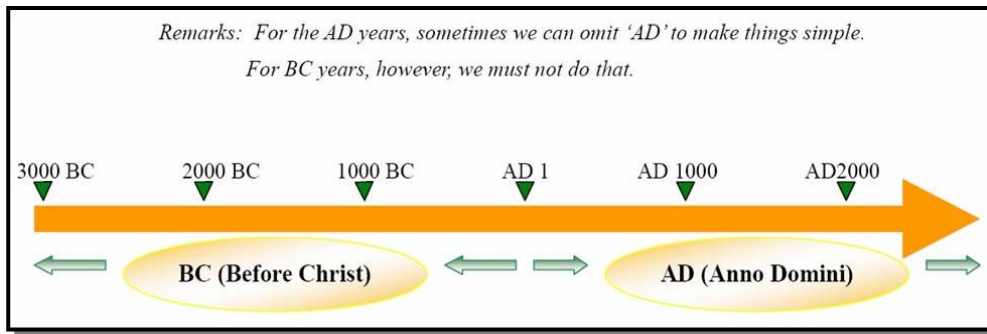 Remarks: For the AD years, sometimes we can omit ‘AD’ to make things simple.
For BC years, however, we must not do that.
3000 BC 2000 BC 1000 BC AD 1 AD 1000 AD2000
BC (Before Christ) AD (Anno Domini)